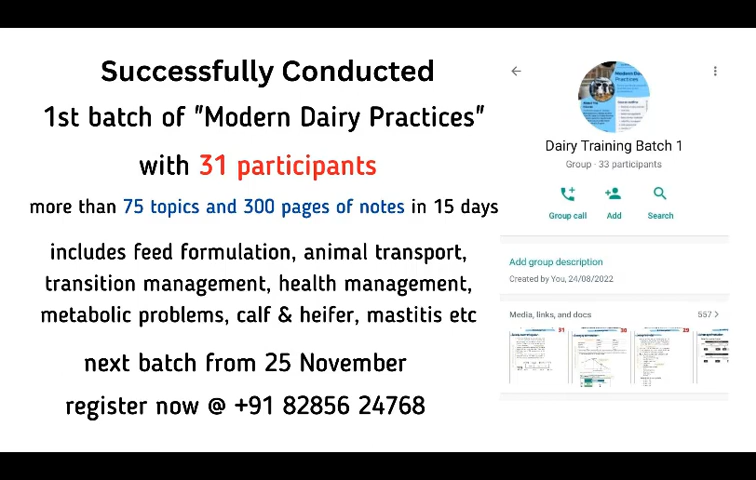 Successfully Conducted
1st batch of "Modern Dairy Practices"
with 31 participants
more than 75 topics and 300 pages of notes in 15 days
includes feed formulation, animal transport,
transition management, health management,
metabolic problems, calf & heifer, mastitis etc
next batch from 25 November
register now @ +91 82856 24768
Dairy Training Batch 1
Group · 33 participants
Group call
Add
Search
Add group description
Created by You, 24/08/2022
Media, links, and docs
557 >
31
30
29